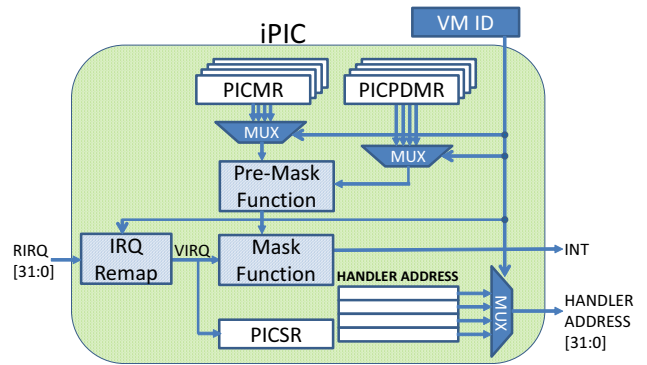 VM ID
iPIC
PICMR
PICPDMR
MUX
MUX
Pre-Mask
Function
RIRQ
[31:0]
IRQ
Remap
VIRQ
Mask
Function
INT
HANDLER ADDRESS
PICSR
MUX
HANDLER
ADDRESS
[31:0]